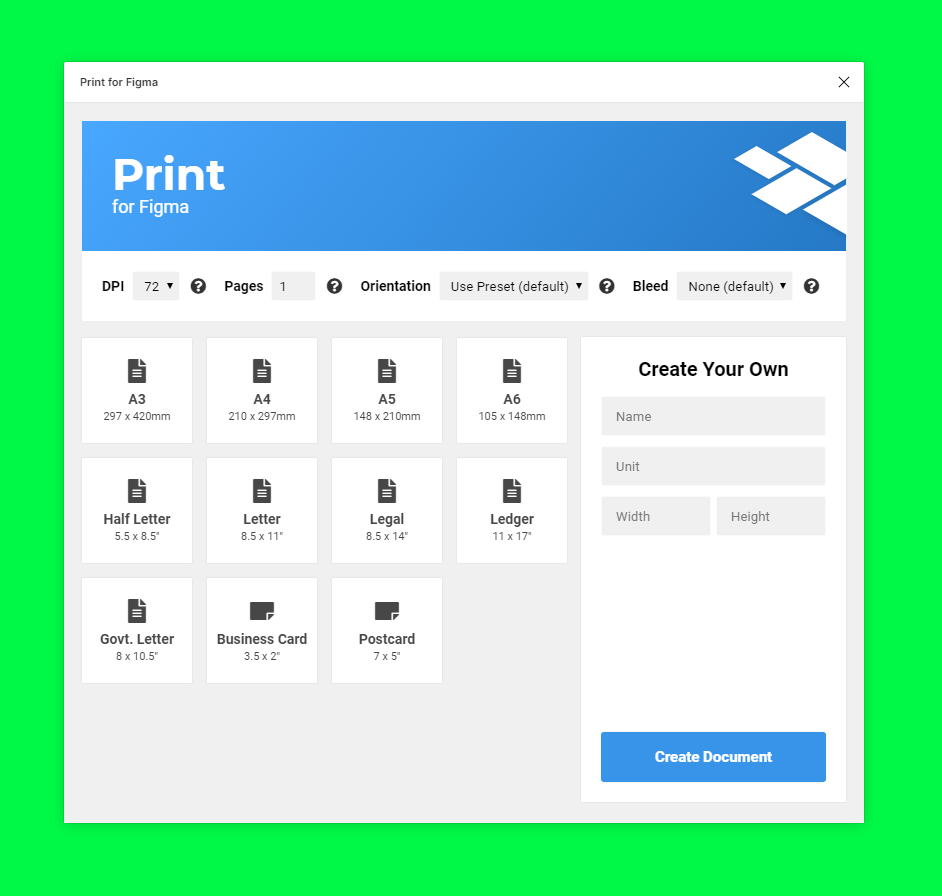 Print for Figma
Print
for Figma
DPI 72 Pages 1 Orientation Use Preset (default) Bleed None (default)
A3
297 x 420mm
A4
210 x 297mm
A5
148 x 210mm
A6
105 x 148mm
Half Letter
5.5 x 8.5"
Letter
8.5 x 11"
Legal
8.5 x 14"
Ledger
11 x 17"
Govt. Letter
8 x 10.5"
Business Card
3.5 x 2"
Postcard
7 x 5"
Create Your Own
Name
Unit
Width Height
Create Document